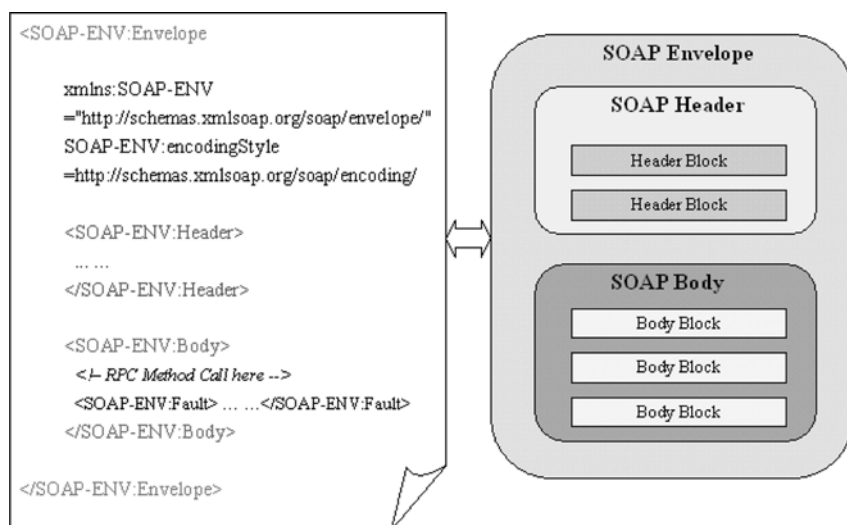 <SOAP-ENV:Envelope
xmlns:SOAP-ENV
="http://schemas.xmlsoap.org/soap/envelope/"
SOAP-ENV:encodingStyle
=http://schemas.xmlsoap.org/soap/encoding/
<SOAP-ENV:Header>
... ...
</SOAP-ENV:Header>
<SOAP-ENV:Body>
<!– RPC Method Call here -->
<SOAP-ENV:Fault> ... ...</SOAP-ENV:Fault>
</SOAP-ENV:Body>
</SOAP-ENV:Envelope>
SOAP Envelope
SOAP Header
Header Block
Header Block
SOAP Body
Body Block
Body Block
Body Block